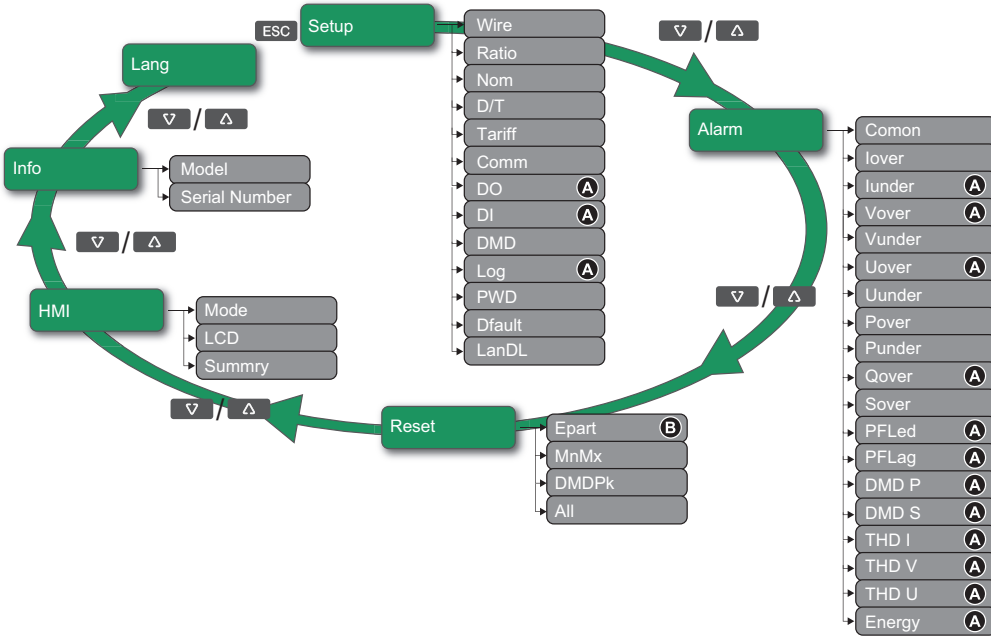 ESC
Setup
Wire
Ratio
Nom
D/T
Tariff
Comm
DO A
DI A
DMD
Log A
PWD
Dfault
LanDL
/
Alarm
Comon
Iover
Iunder A
Vover A
Vunder
Uover A
Uunder
Pover
Punder
Qover A
Sover
PFLed A
PFLag A
DMD P A
DMD S A
THD I A
THD V A
THD U A
Energy A
/
Reset
Epart B
MnMx
DMDPk
All
/
HMI
Mode
LCD
Summry
/
Info
Model
Serial Number
/
Lang